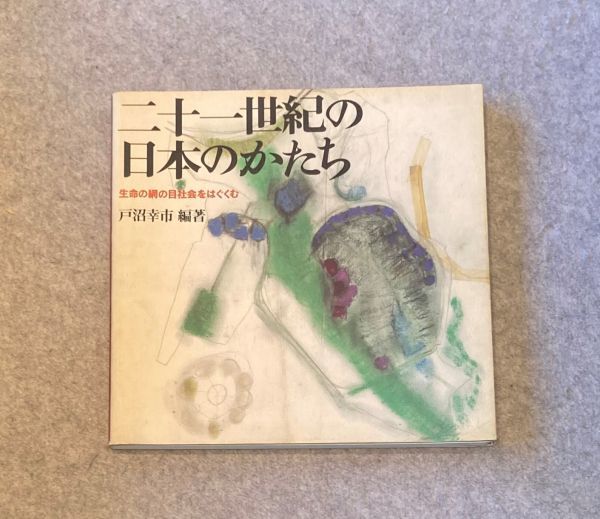 二十一世紀の
日本のかたち
生命の網の目社会をはぐくむ
戸沼幸市 編著